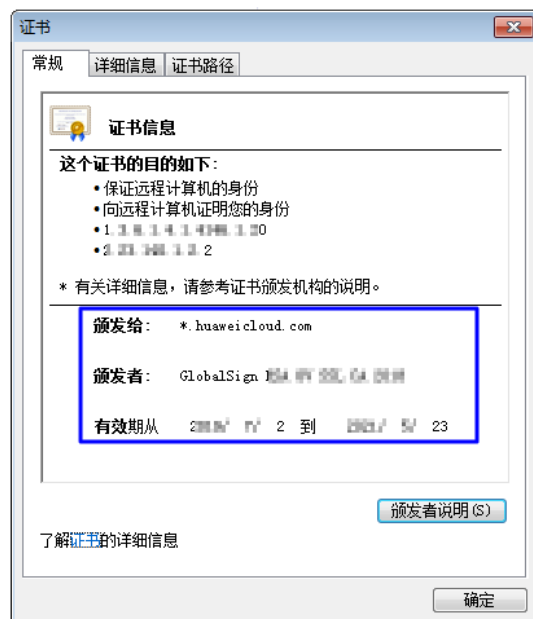 证书
常规 详细信息 证书路径
证书信息
这个证书的目的如下:
•保证远程计算机的身份
•向远程计算机证明您的身份
* 有关详细信息，请参考证书颁发机构的说明。
颁发给: *.huaweicloud.com
颁发者: GlobalSign
有效期从 2 到 23
颁发者说明(S)
了解证书的详细信息
确定